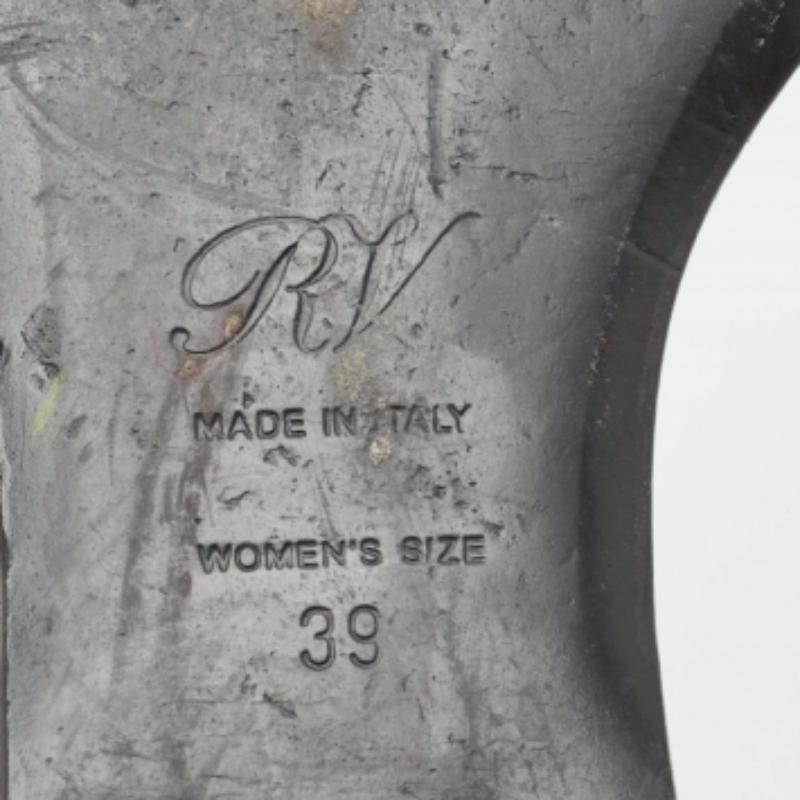 RV
MADE IN ITALY
WOMEN'S SIZE
39